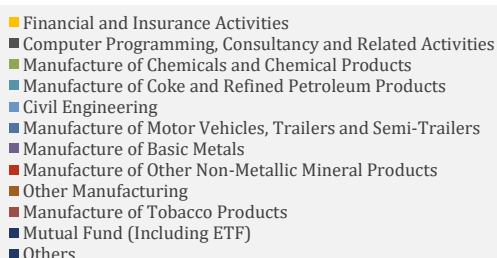 Financial and Insurance Activities
Computer Programming, Consultancy and Related Activities
Manufacture of Chemicals and Chemical Products
Manufacture of Coke and Refined Petroleum Products
Civil Engineering
Manufacture of Motor Vehicles, Trailers and Semi-Trailers
Manufacture of Basic Metals
Manufacture of Other Non-Metallic Mineral Products
Other Manufacturing
Manufacture of Tobacco Products
Mutual Fund (Including ETF)
Others